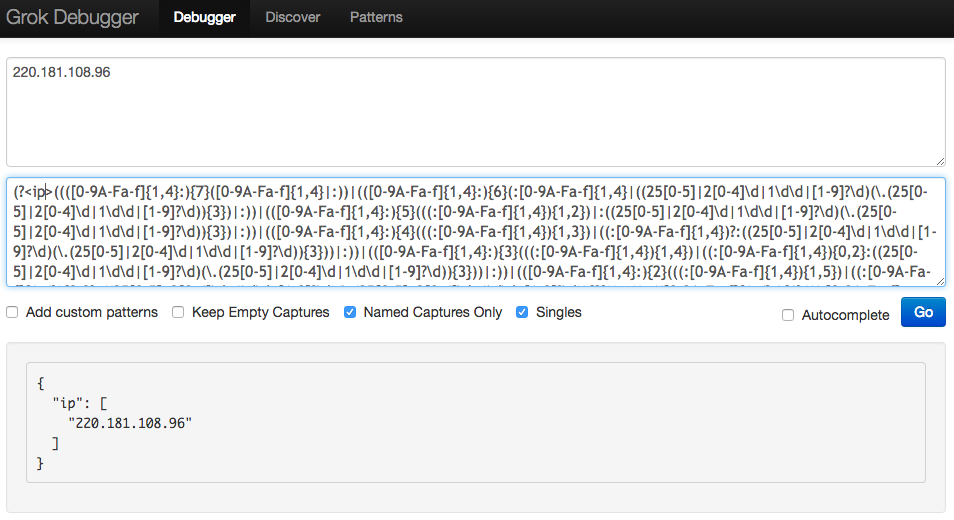 Grok Debugger Debugger Discover Patterns
220.181.108.96
(?<ip>((([0-9A-Fa-f]{1,4}:){7}([0-9A-Fa-f]{1,4}|:))|(([0-9A-Fa-f]{1,4}:){6}(:[0-9A-Fa-f]{1,4}|((25[0-5]|2[0-4]\d|1\d\d|[1-9]?\d)(\.(25[0-
5]|2[0-4]\d|1\d\d|[1-9]?\d)){3})|:))|(([0-9A-Fa-f]{1,4}:){5}(((:[0-9A-Fa-f]{1,4}){1,2})|:((25[0-5]|2[0-4]\d|1\d\d|[1-9]?\d)(\.(25[0-
5]|2[0-4]\d|1\d\d|[1-9]?\d)){3})|:))|(([0-9A-Fa-f]{1,4}:){4}(((:[0-9A-Fa-f]{1,4}){1,3})|((:[0-9A-Fa-f]{1,4})?:((25[0-5]|2[0-4]\d|1\d\d|[1-
9]?\d)(\.(25[0-5]|2[0-4]\d|1\d\d|[1-9]?\d)){3}))|:))|(([0-9A-Fa-f]{1,4}:){3}(((:[0-9A-Fa-f]{1,4}){1,4})|((:[0-9A-Fa-f]{1,4}){0,2}:((25[0-
5]|2[0-4]\d|1\d\d|[1-9]?\d)(\.(25[0-5]|2[0-4]\d|1\d\d|[1-9]?\d)){3}))|:))|(([0-9A-Fa-f]{1,4}:){2}(((:[0-9A-Fa-f]{1,4}){1,5})|((:[0-9A-Fa-
Add custom patterns Keep Empty Captures Named Captures Only Singles Autocomplete Go
{
"ip": [
"220.181.108.96"
]
}